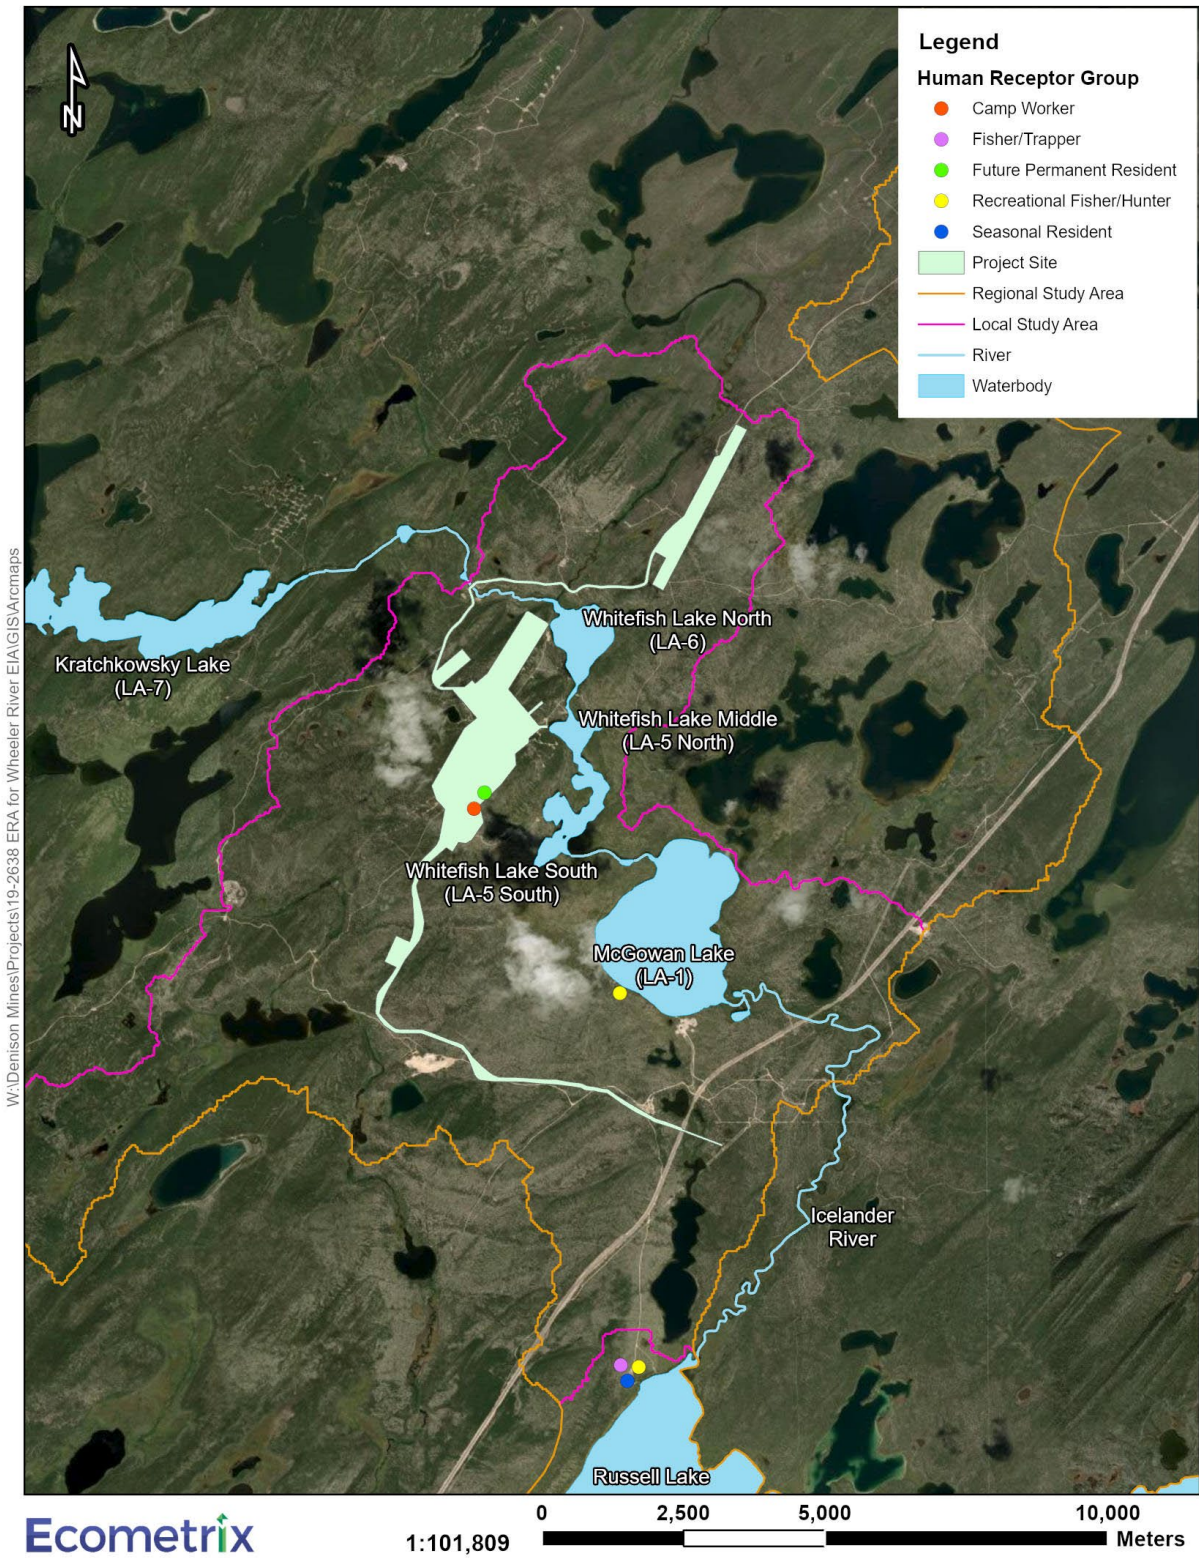 N
Legend
Human Receptor Group
Camp Worker
Fisher/Trapper
Future Permanent Resident
Recreational Fisher/Hunter
Seasonal Resident
Project Site
Regional Study Area
Local Study Area
River
Waterbody
W:\Denison Mines\Projects\19-2638 ERA for Wheeler River EIA\GIS\Arcmaps
Whitefish Lake North
(LA-6)
Kratchkowsky Lake
(LA-7)
Whitefish Lake Middle
(LA-5 North)
Whitefish Lake South
(LA-5 South)
McGowan Lake
(LA-1)
Icelander
River
Russell Lake
Ecometrix
1:101,809
0 2,500 5,000 10,000
Meters